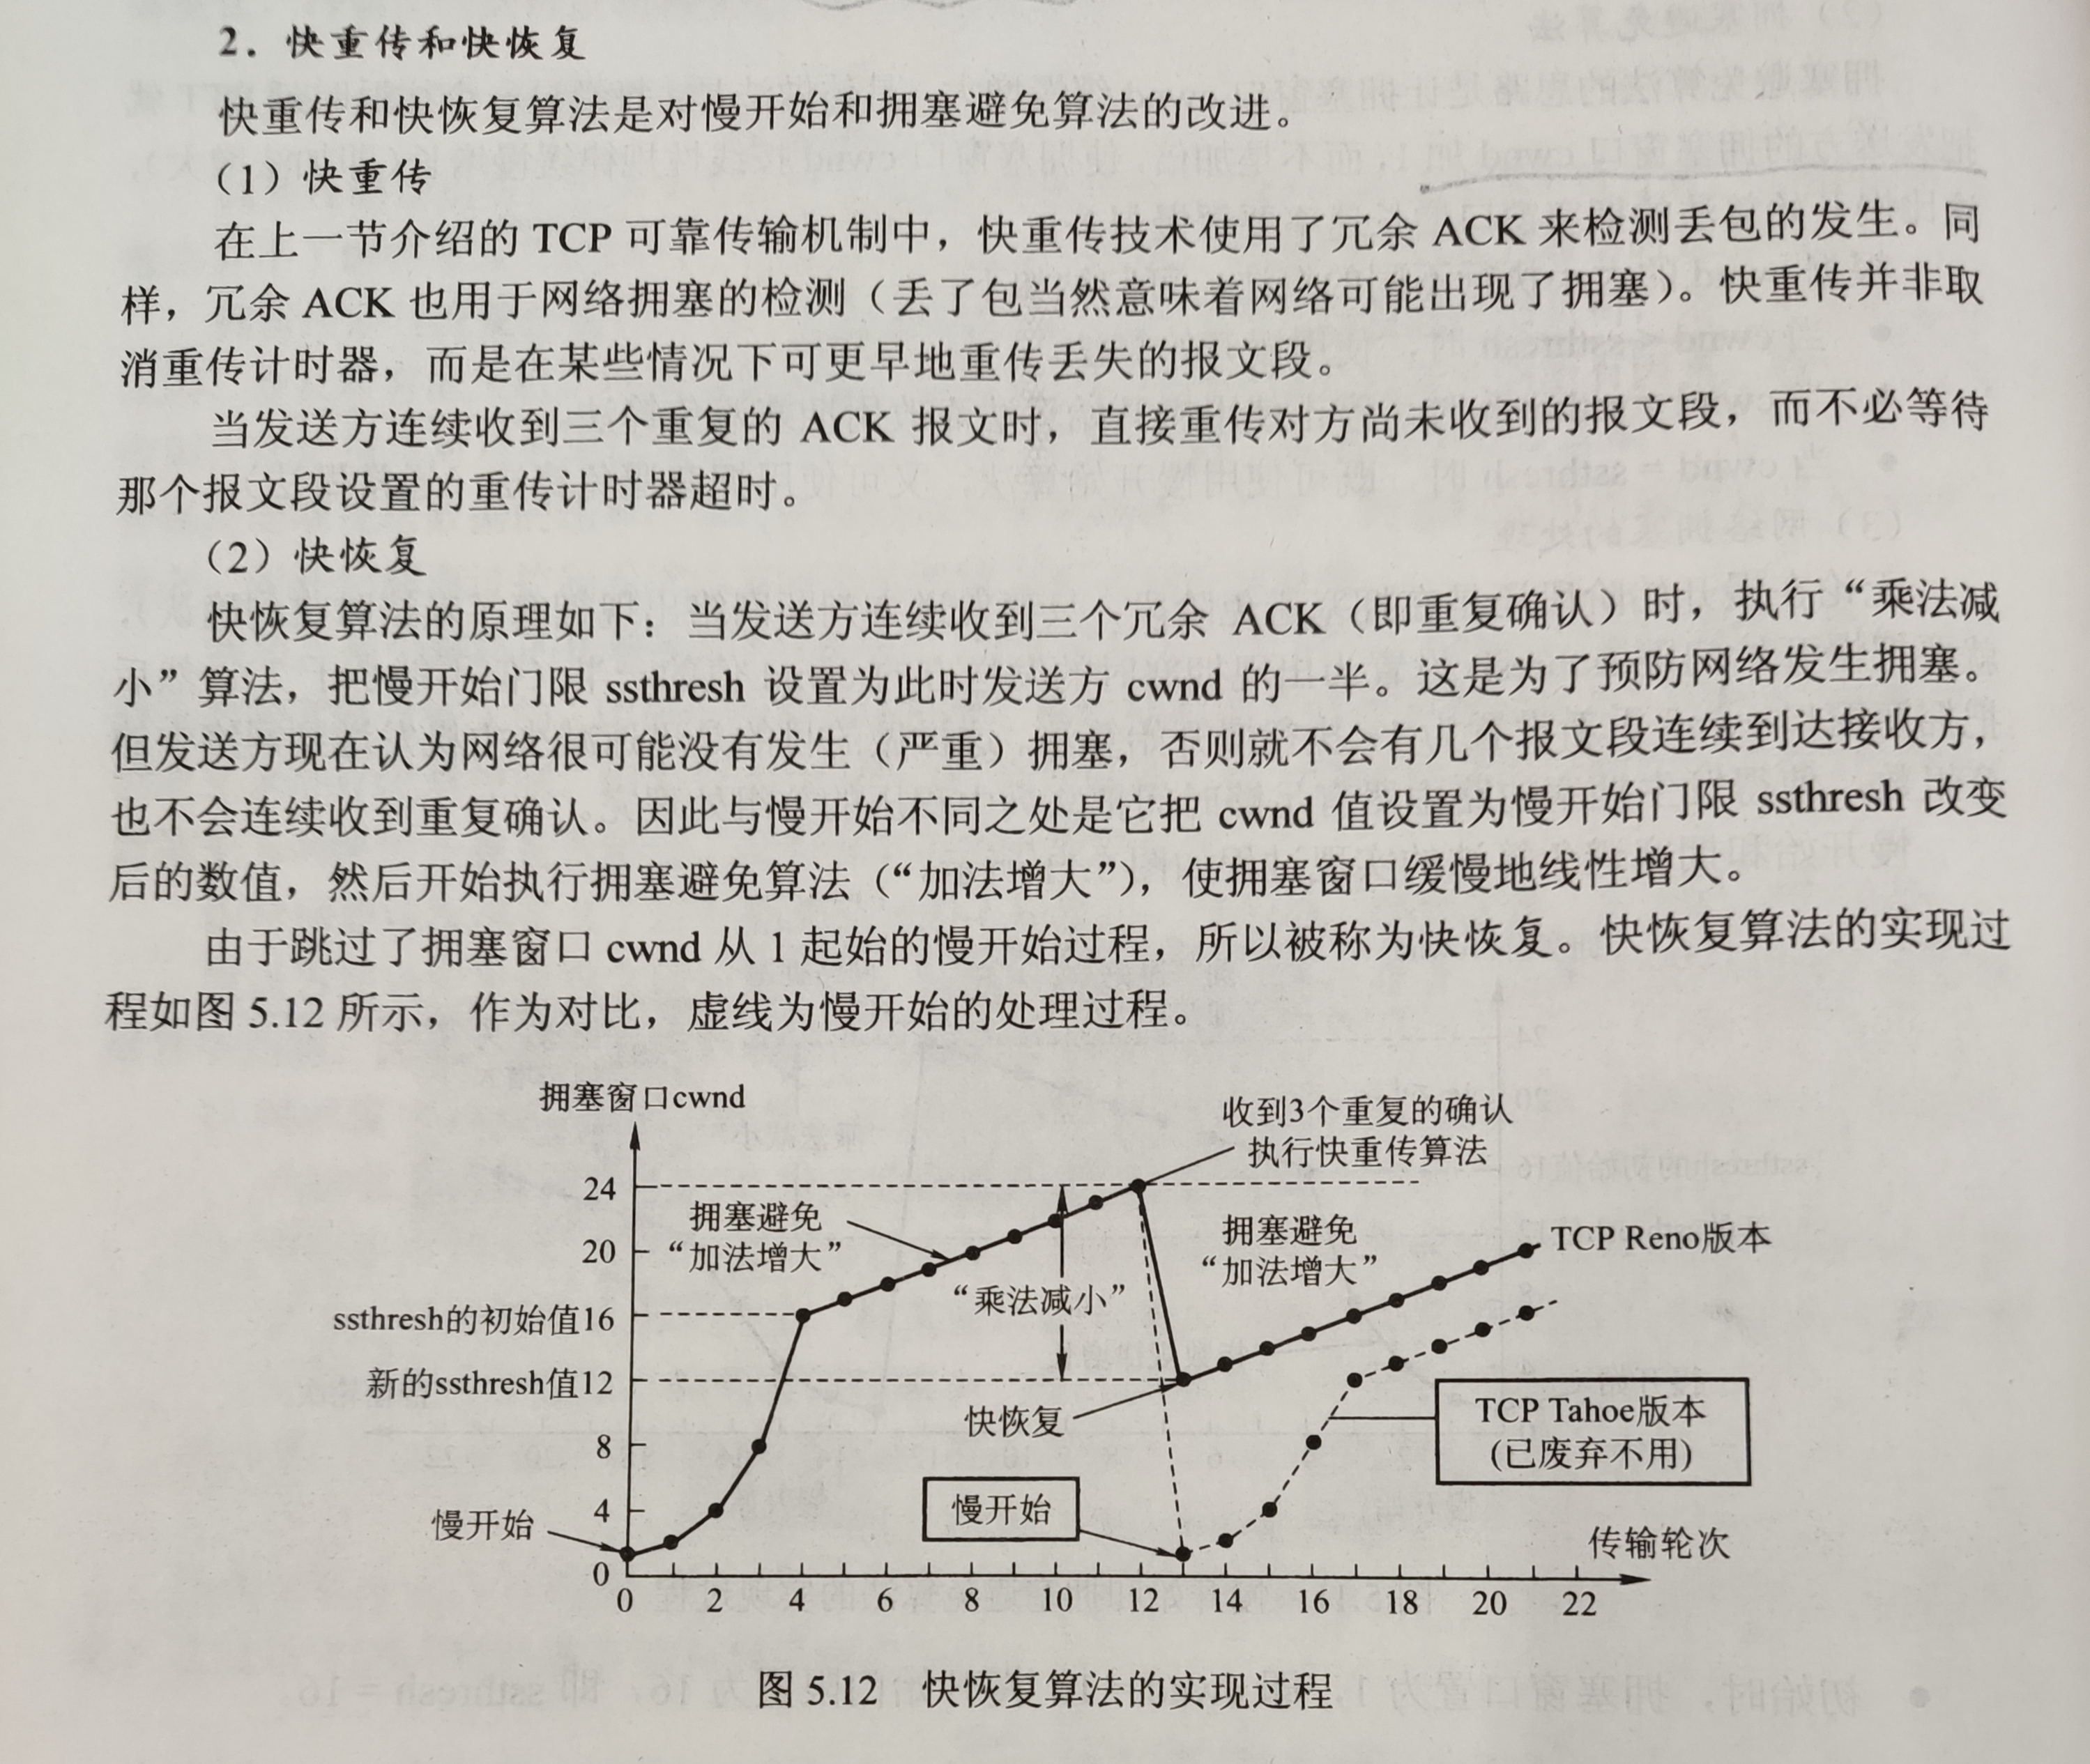 2．快重传和快恢复
快重传和快恢复算法是对慢开始和拥塞避免算法的改进。
（1）快重传
在上一节介绍的 TCP 可靠传输机制中，快重传技术使用了冗余 ACK 来检测丢包的发生。同
样，冗余 ACK 也用于网络拥塞的检测（丢了包当然意味着网络可能出现了拥塞）。快重传并非取
消重传计时器，而是在某些情况下可更早地重传丢失的报文段。
当发送方连续收到三个重复的 ACK 报文时，直接重传对方尚未收到的报文段，而不必等待
那个报文段设置的重传计时器超时。
（2）快恢复
快恢复算法的原理如下：当发送方连续收到三个冗余 ACK（即重复确认）时，执行“乘法减
小”算法，把慢开始门限 ssthresh 设置为此时发送方 cwnd 的一半。这是为了预防网络发生拥塞。
但发送方现在认为网络很可能没有发生（严重）拥塞，否则就不会有几个报文段连续到达接收方，
也不会连续收到重复确认。因此与慢开始不同之处是它把 cwnd 值设置为慢开始门限 ssthresh 改变
后的数值，然后开始执行拥塞避免算法（“加法增大”），使拥塞窗口缓慢地线性增大。
由于跳过了拥塞窗口 cwnd 从 1 起始的慢开始过程，所以被称为快恢复。快恢复算法的实现过
程如图 5.12 所示，作为对比，虚线为慢开始的处理过程。
拥塞窗口cwnd
收到3个重复的确认
执行快重传算法
24
拥塞避免
“加法增大”
拥塞避免
“加法增大”
TCP Reno版本
20
“乘法减小”
ssthresh的初始值16
新的ssthresh值12
快恢复
TCP Tahoe版本
(已废弃不用)
8
4
慢开始
慢开始
传输轮次
0
0 2 4 6 8 10 12 14 16 18 20 22
图 5.12 快恢复算法的实现过程